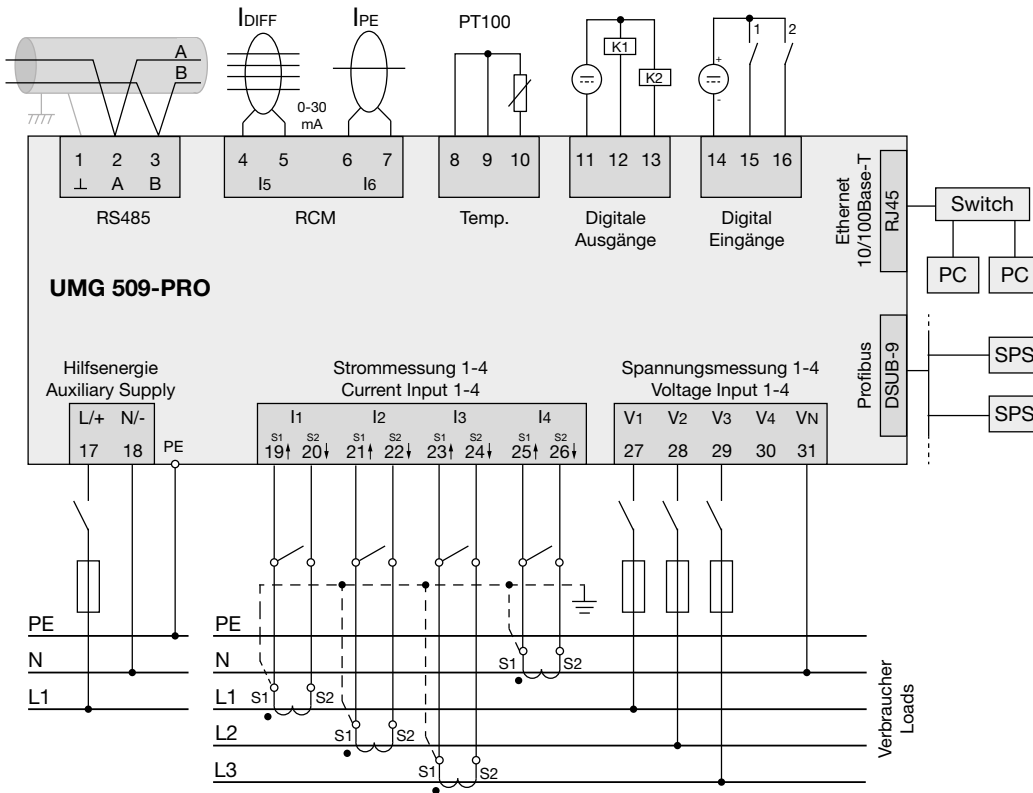 IDIFF IPE PT100
A
B
0-30
mA
K1
K2
+
-
1 2
1 2 3
⊥ A B
RS485
4 5 6 7
I5 I6
RCM
8 9 10
Temp.
11 12 13
Digitale
Ausgänge
14 15 16
Digital
Eingänge
Ethernet
10/100Base-T
RJ45
Switch
PC PC
UMG 509-PRO
Profibus
DSUB-9
SPS
SPS
Hilfsenergie
Auxiliary Supply
L/+ N/-
17 18
PE
Strommessung 1-4
Current Input 1-4
I1 I2 I3 I4
S1 S2 S1 S2 S1 S2 S1 S2
19 20 21 22 23 24 25 26
Spannungsmessung 1-4
Voltage Input 1-4
V1 V2 V3 V4 VN
27 28 29 30 31
PE
N
L1
PE
N
L1
L2
L3
S1 S2
S1 S2
S1 S2
S1 S2
Verbraucher
Loads